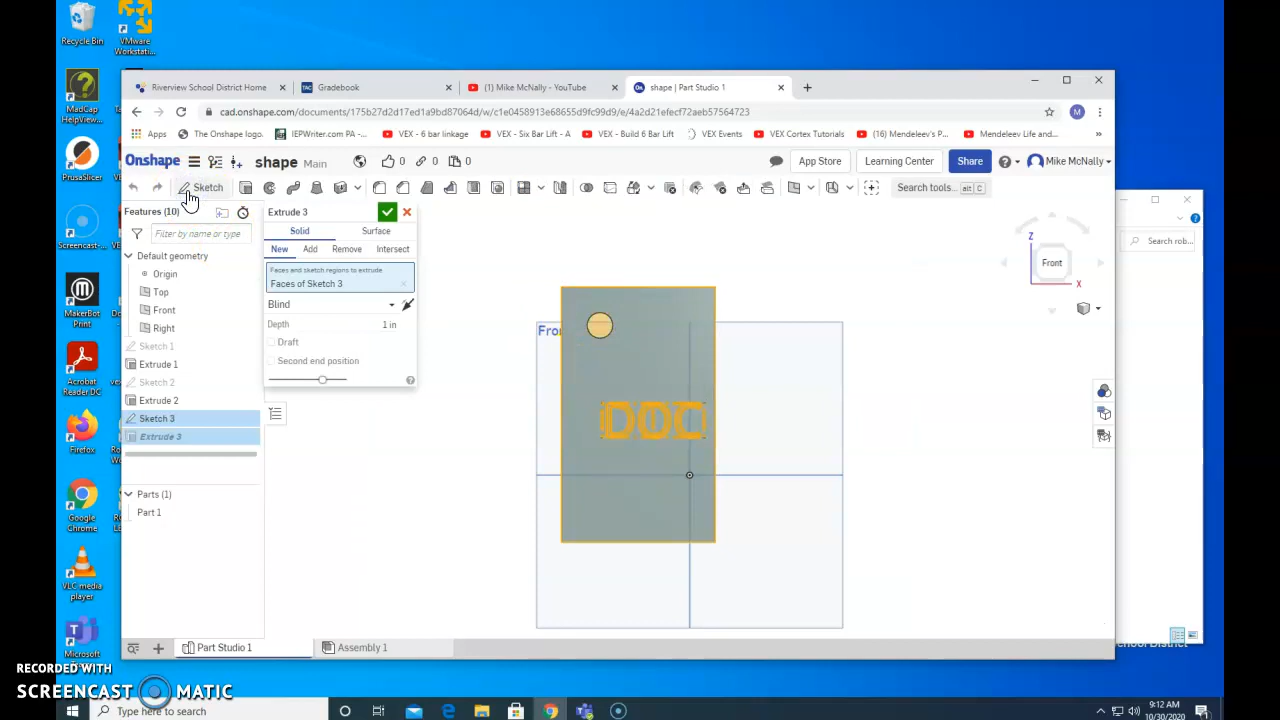 Recycle Bin
VMware Workstati...
Riverview School District Home
Gradebook
(1) Mike McNally - YouTube
shape | Part Studio 1
cad.onshape.com/documents/175b27d2d17ed1a9bd87064d/w/c1e0458913e68655d9fc99d9/e/4a2d21efecf72aeb57564723
Apps
The Onshape logo.
IEPWriter.com PA -...
VEX - 6 bar linkage
VEX - Six Bar Lift - A
VEX - Build 6 Bar Lift
VEX Events
VEX Cortex Tutorials
(16) Mendeleev's P...
Mendeleev Life and...
Onshape
shape Main
0
0
0
App Store
Learning Center
Share
Mike McNally
Sketch
Search tools...
alt C
Features (10)
Filter by name or type
Default geometry
Origin
Top
Front
Right
Sketch 1
Extrude 1
Sketch 2
Extrude 2
Sketch 3
Extrude 3
Parts (1)
Part 1
Extrude 3
Solid
Surface
New
Add
Remove
Intersect
Faces and sketch regions to extrude
Faces of Sketch 3
Blind
Depth
1 in
Draft
Second end position
Z
Front
X
DOC
Part Studio 1
Assembly 1
Search rob...
MadCap HelpView...
PrusaSlicer
Screencast-...
MakerBot Print
Acrobat Reader DC
Firefox
Google Chrome
VLC media player
Microsoft
RECORDED WITH
SCREENCAST MATIC
Type here to search
9:12 AM
10/30/2020